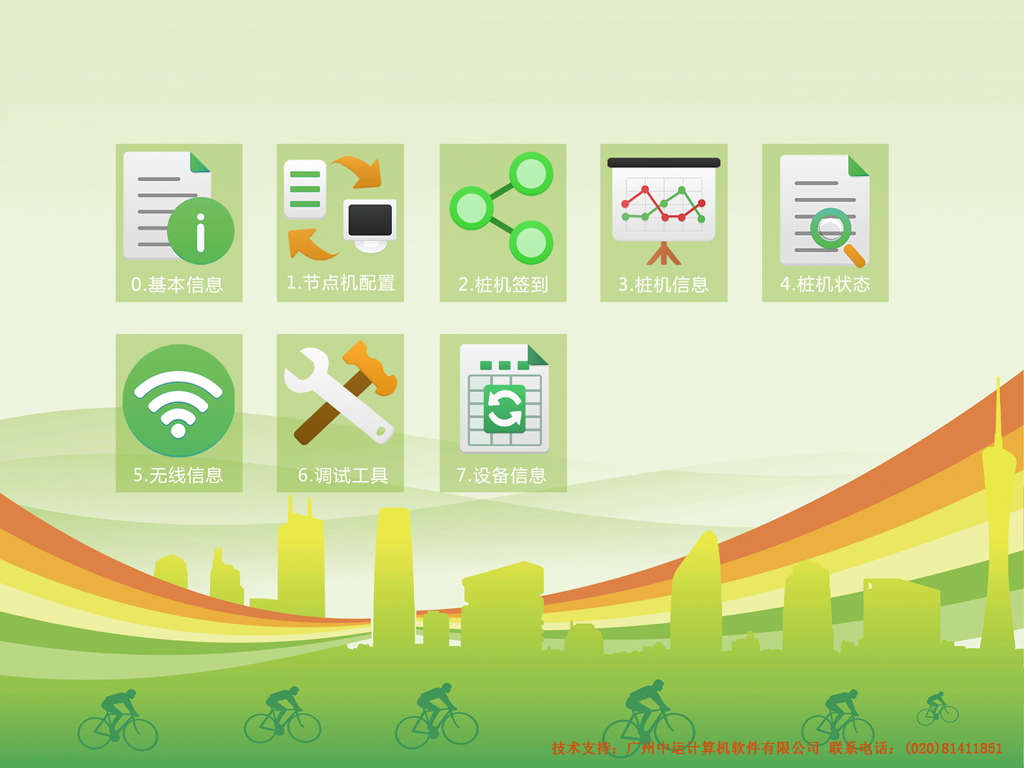 0.基本信息
1.节点机配置
2.桩机签到
3.桩机信息
4.桩机状态
5.无线信息
6.调试工具
7.设备信息
技术支持：广州中运计算机软件有限公司 联系电话：(020)81411851